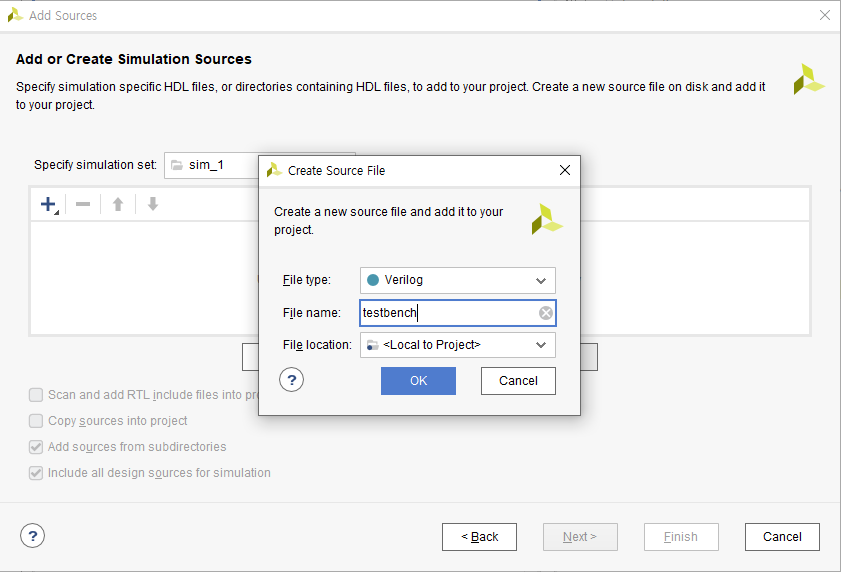 Add Sources
Add or Create Simulation Sources
Specify simulation specific HDL files, or directories containing HDL files, to add to your project. Create a new source file on disk and add it
to your project.
Specify simulation set: sim_1
Create Source File
Create a new source file and add it to your
project.
File type: Verilog
File name: testbench
File location: <Local to Project>
? OK Cancel
Scan and add RTL include files into
Copy sources into project
Add sources from subdirectories
Include all design sources for simulation
? < Back Next > Finish Cancel